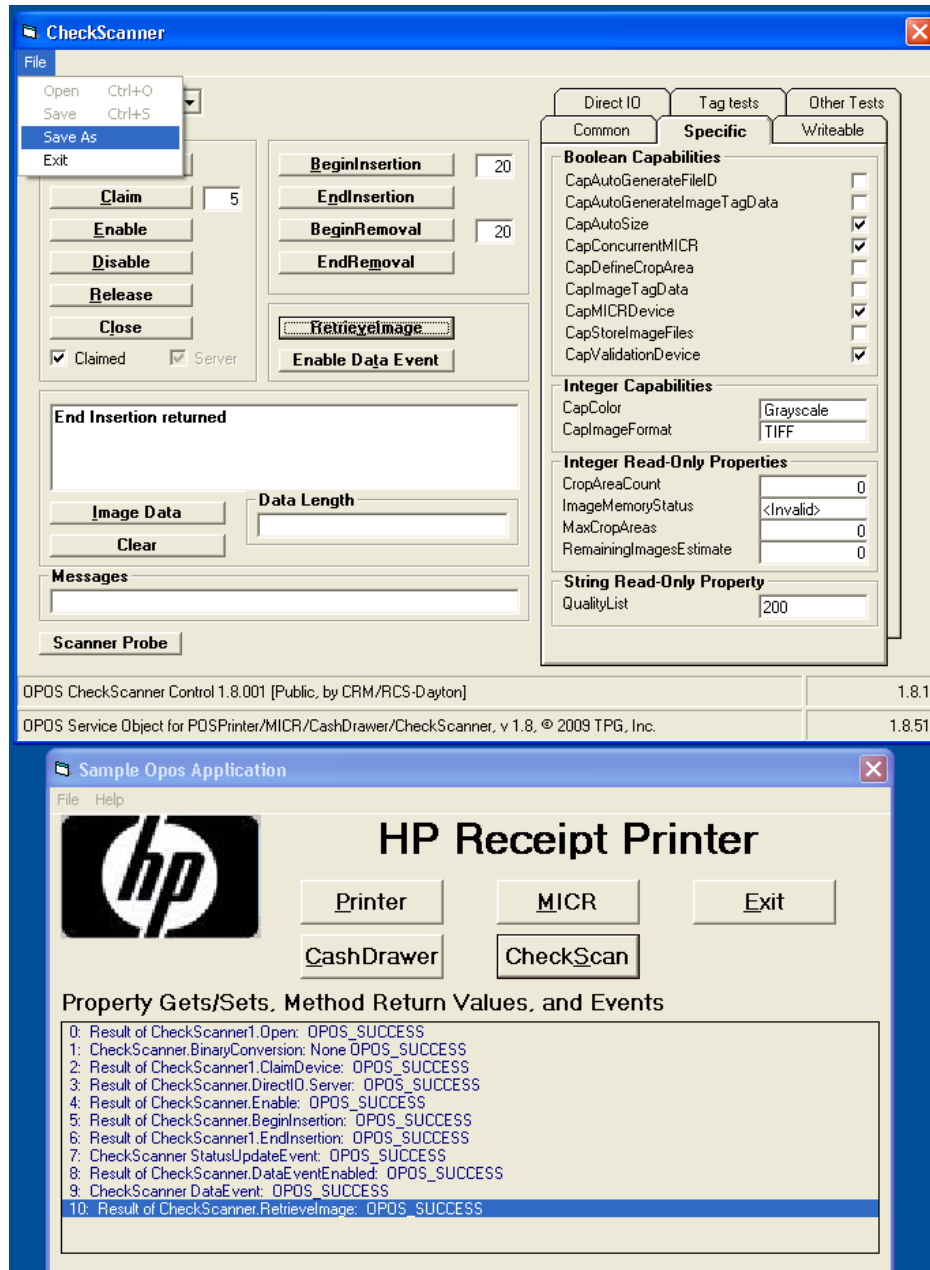 CheckScanner
File
Open Ctrl+O
Save Ctrl+S
Save As
Exit
Claim 5
Enable
Disable
Release
Close
Claimed Server
BeginInsertion 20
EndInsertion
BeginRemoval 20
EndRemoval
RetrieveImage
Enable Data Event
End Insertion returned
Image Data
Clear
Data Length
Messages
Scanner Probe
Direct IO Tag tests Other Tests
Common Specific Writeable
Boolean Capabilities
CapAutoGenerateFileID
CapAutoGenerateImageTagData
CapAutoSize
CapConcurrentMICR
CapDefineCropArea
CapImageTagData
CapMICRDevice
CapStoreImageFiles
CapValidationDevice
Integer Capabilities
CapColor Grayscale
CapImageFormat TIFF
Integer Read-Only Properties
CropAreaCount 0
ImageMemoryStatus <Invalid>
MaxCropAreas 0
RemainingImagesEstimate 0
String Read-Only Property
QualityList 200
OPOS CheckScanner Control 1.8.001 [Public, by CRM/RCS-Dayton] 1.8.1
OPOS Service Object for POSPrinter/MICR/CashDrawer/CheckScanner, v 1.8, © 2009 TPG, Inc. 1.8.51
Sample Opos Application
File Help
hp
HP Receipt Printer
Printer MICR Exit
CashDrawer CheckScan
Property Gets/Sets, Method Return Values, and Events
0: Result of CheckScanner1.Open: OPOS_SUCCESS
1: CheckScanner.BinaryConversion: None OPOS_SUCCESS
2: Result of CheckScanner1.ClaimDevice: OPOS_SUCCESS
3: Result of CheckScanner.DirectIO.Server: OPOS_SUCCESS
4: Result of CheckScanner.Enable: OPOS_SUCCESS
5: Result of CheckScanner.BeginInsertion: OPOS_SUCCESS
6: Result of CheckScanner1.EndInsertion: OPOS_SUCCESS
7: CheckScanner StatusUpdateEvent: OPOS_SUCCESS
8: Result of CheckScanner.DataEventEnabled: OPOS_SUCCESS
9: CheckScanner DataEvent: OPOS_SUCCESS
10: Result of CheckScanner.RetrieveImage: OPOS_SUCCESS